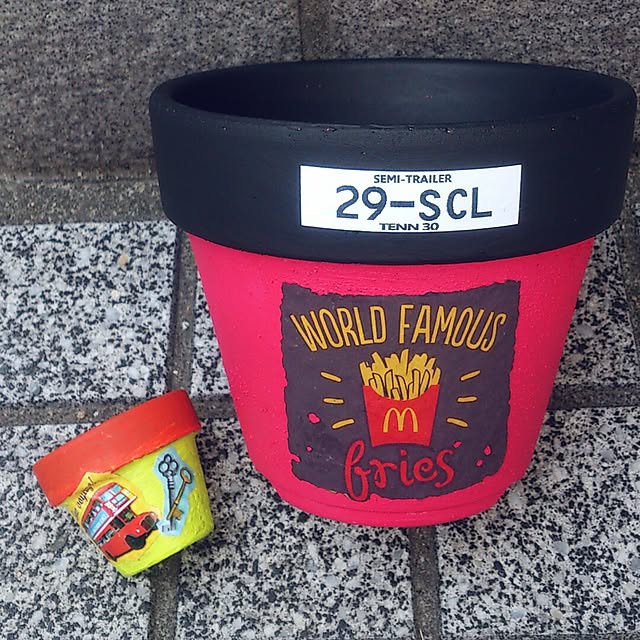 SEMI-TRAILER
29-SCL
TENN 30
WORLD FAMOUS
M
fries